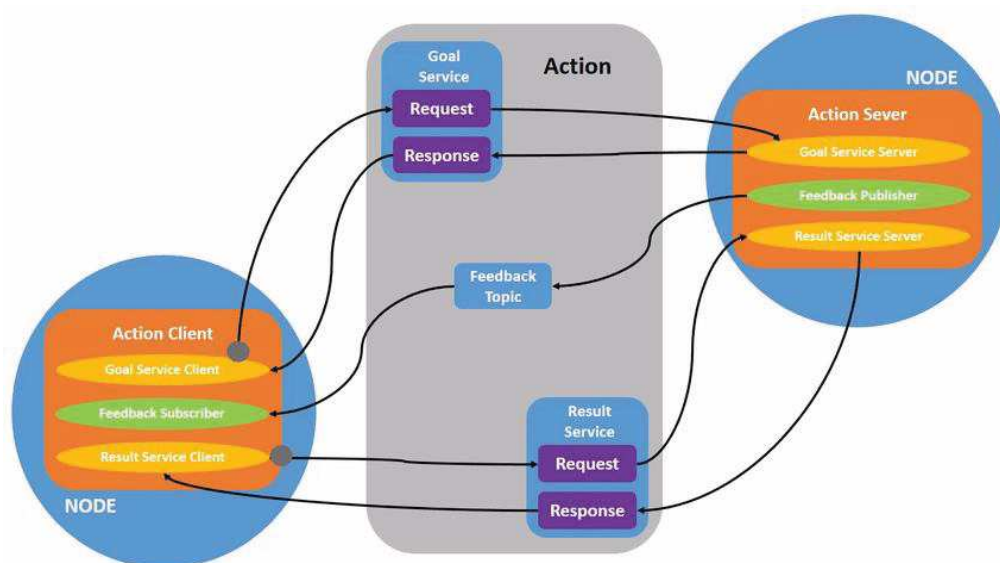 Goal
Service
Request
Response
Action
NODE
Action Sever
Goal Service Server
Feedback Publisher
Result Service Server
Feedback
Topic
Action Client
Goal Service Client
Feedback Subscriber
Result Service Client
NODE
Result
Service
Request
Response